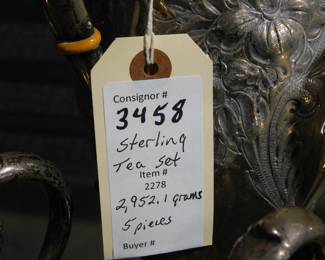 Consignor #
3458
Sterling
Tea set
Item #
2278
2,952.1 grams
5 pieces
Buyer #